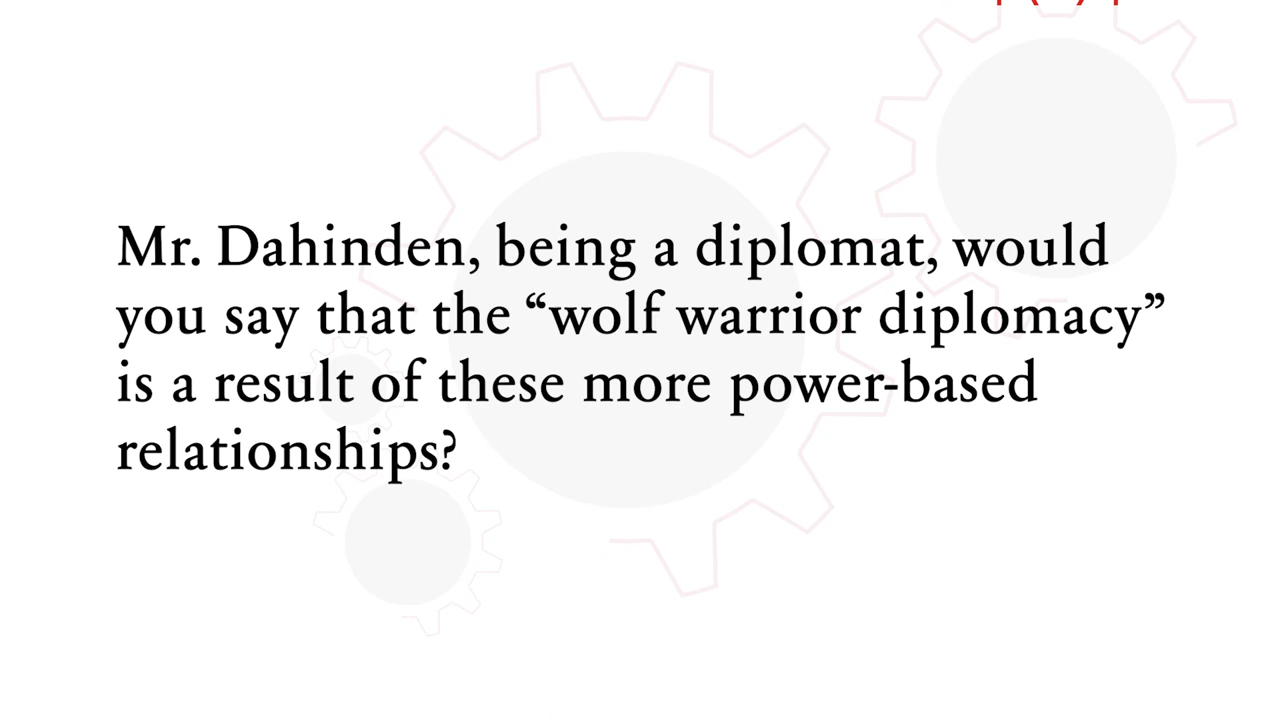 Mr. Dahinden, being a diplomat, would
you say that the “wolf warrior diplomacy”
is a result of these more power-based
relationships?